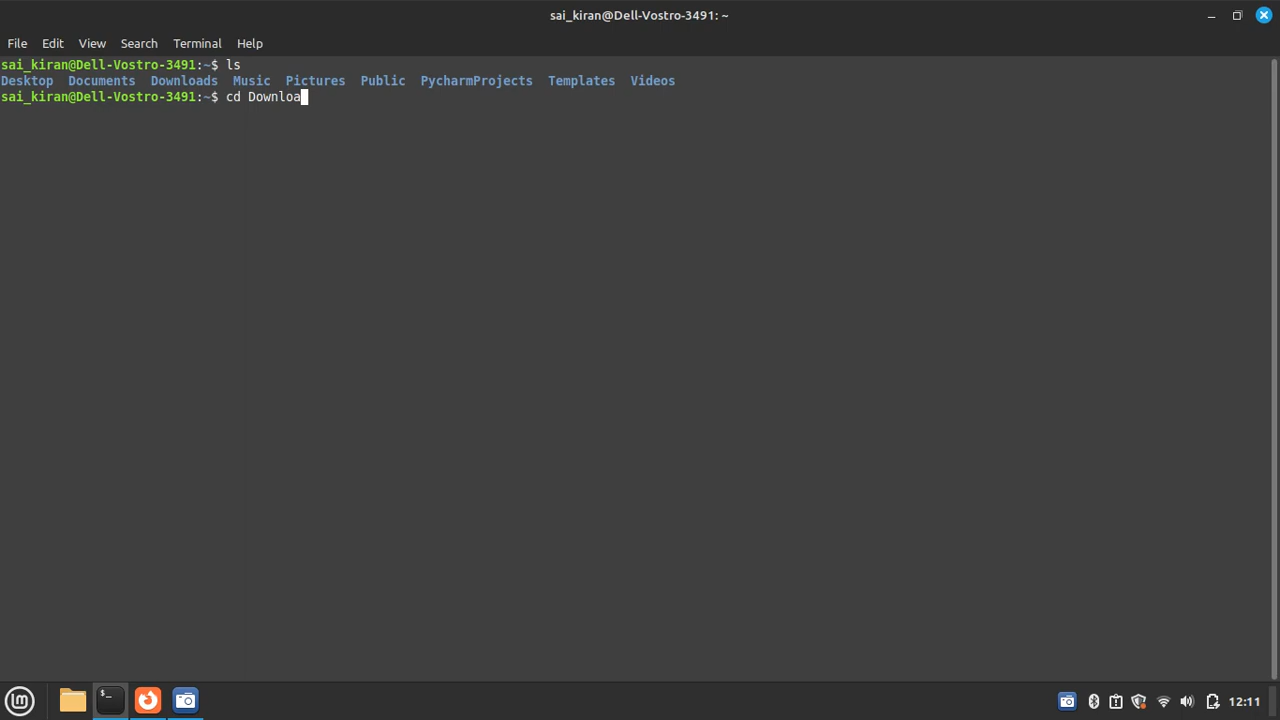 sai_kiran@Dell-Vostro-3491: ~
File Edit View Search Terminal Help
sai_kiran@Dell-Vostro-3491:~$ ls
Desktop Documents Downloads Music Pictures Public PycharmProjects Templates Videos
sai_kiran@Dell-Vostro-3491:~$ cd Downloa
$_
12:11